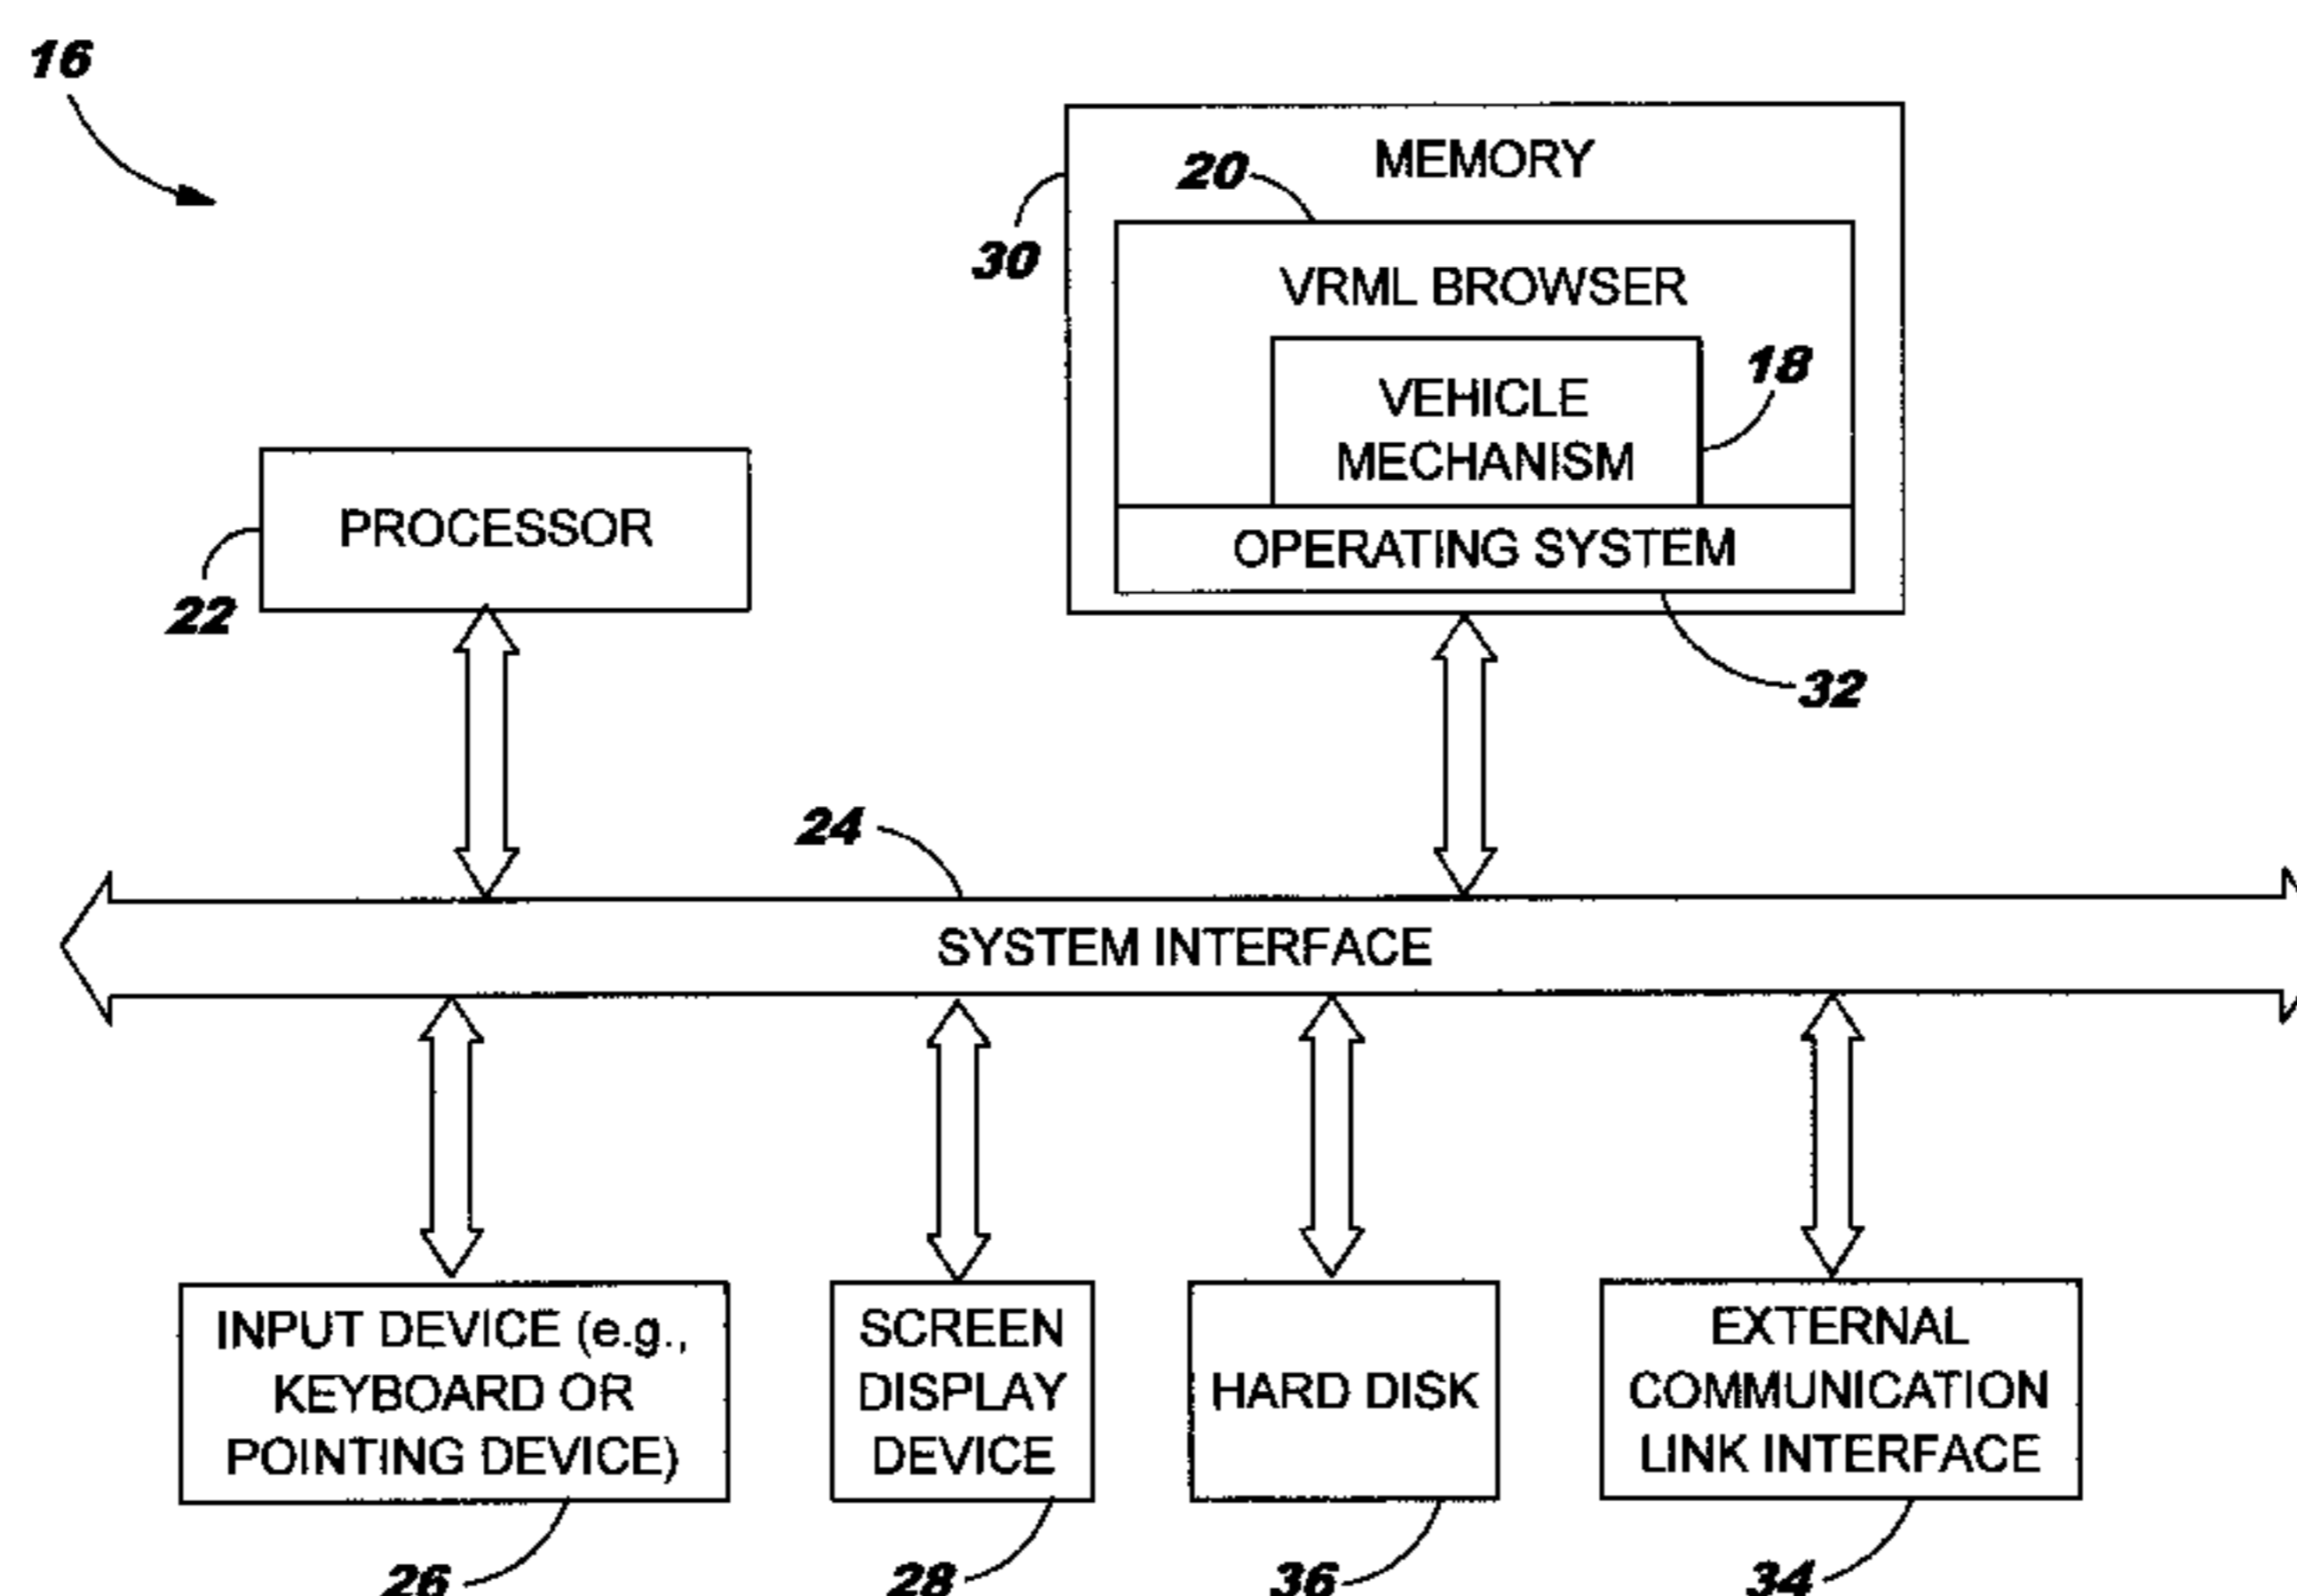 16
MEMORY
20
30
VRML BROWSER
18
VEHICLE
MECHANISM
PROCESSOR
OPERATING SYSTEM
22
32
24
SYSTEM INTERFACE
INPUT DEVICE (e.g.,
KEYBOARD OR
POINTING DEVICE)
SCREEN
DISPLAY
DEVICE
HARD DISK
EXTERNAL
COMMUNICATION
LINK INTERFACE
26
28
36
34